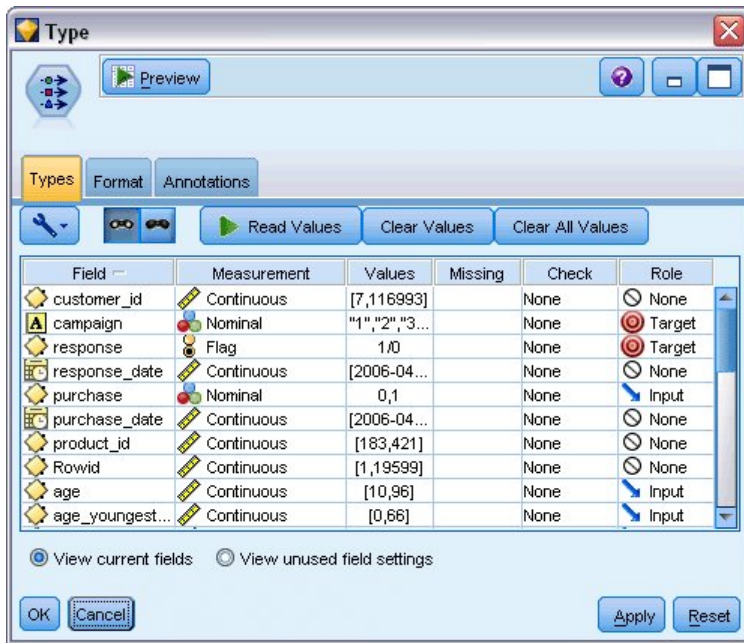 Type
Preview
Types Format Annotations
Read Values Clear Values Clear All Values
Field Measurement Values Missing Check Role
customer_id Continuous [7,116993] None None
A campaign Nominal "1","2","3... None Target
response Flag 1/0 None Target
response_date Continuous [2006-04... None None
purchase Nominal 0,1 None Input
purchase_date Continuous [2006-04... None None
product_id Continuous [183,421] None None
Rowid Continuous [1,19599] None None
age Continuous [10,96] None Input
age_youngest... Continuous [0,66] None Input
View current fields View unused field settings
OK Cancel Apply Reset